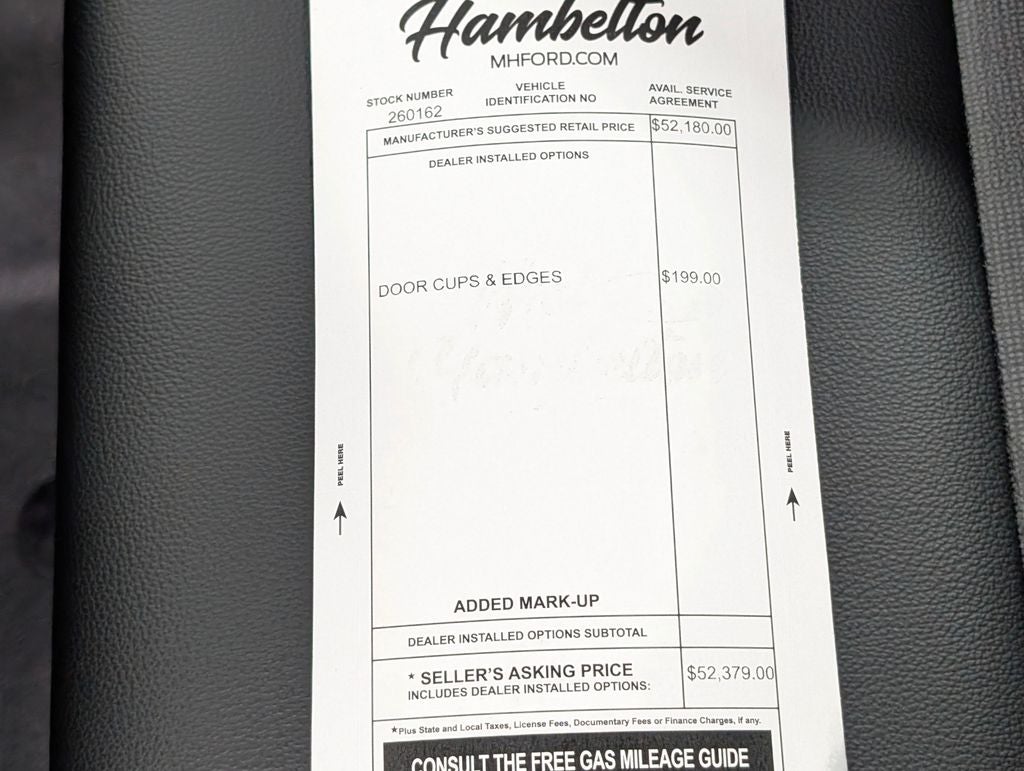 Hambelton
MHFORD.COM
STOCK NUMBER
260162
VEHICLE
IDENTIFICATION NO
AVAIL. SERVICE
AGREEMENT
MANUFACTURER'S SUGGESTED RETAIL PRICE $52,180.00
DEALER INSTALLED OPTIONS
DOOR CUPS & EDGES $199.00
PEEL HERE
PEEL HERE
ADDED MARK-UP
DEALER INSTALLED OPTIONS SUBTOTAL
* SELLER'S ASKING PRICE $52,379.00
INCLUDES DEALER INSTALLED OPTIONS:
*Plus State and Local Taxes, License Fees, Documentary Fees or Finance Charges, if any.
CONSULT THE FREE GAS MILEAGE GUIDE